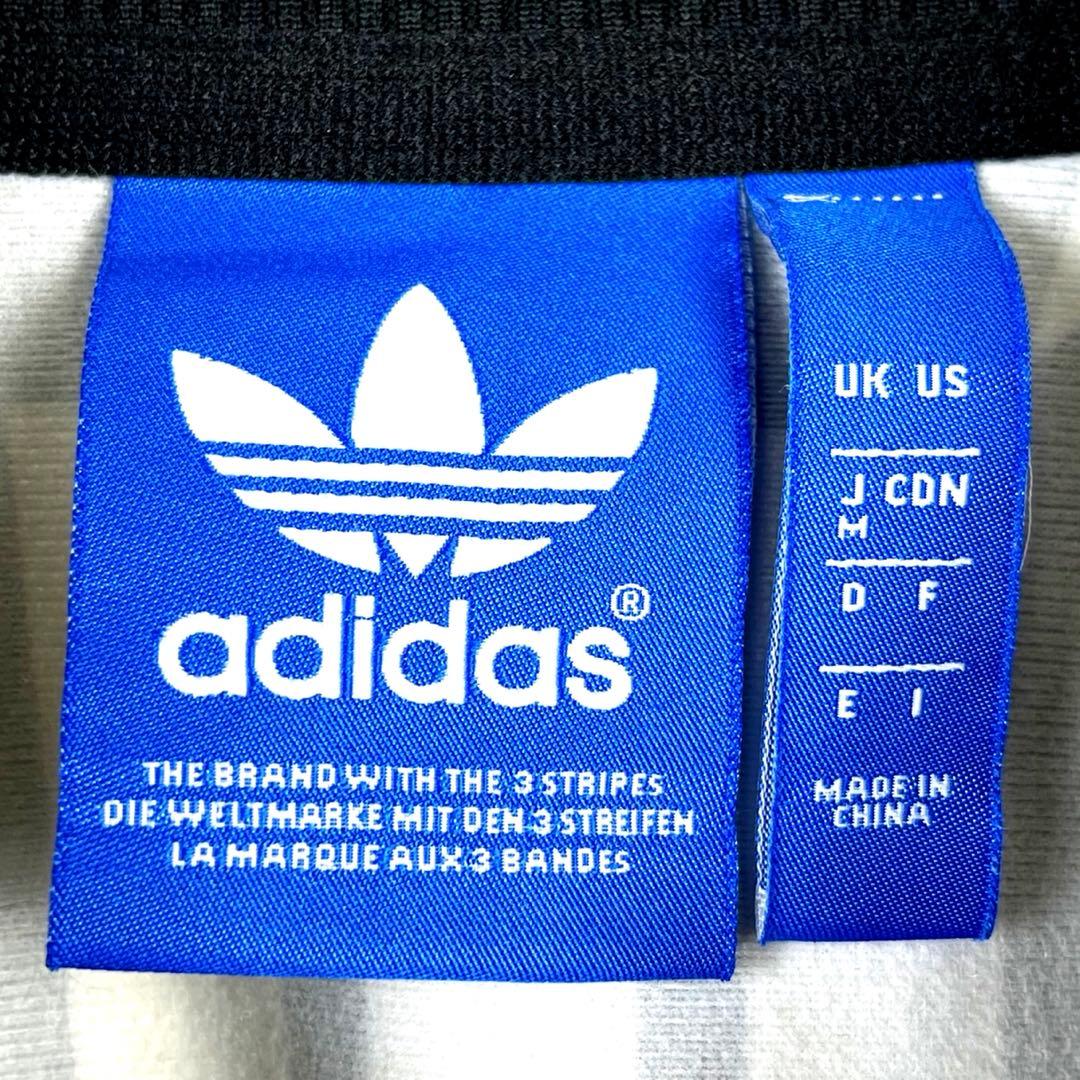 adidas®
THE BRAND WITH THE 3 STRIPES
DIE WELTMARKE MIT DEN 3 STREIFEN
LA MARQUE AUX 3 BANDES
UK US
J CDN
M
D F
E I
MADE IN
CHINA